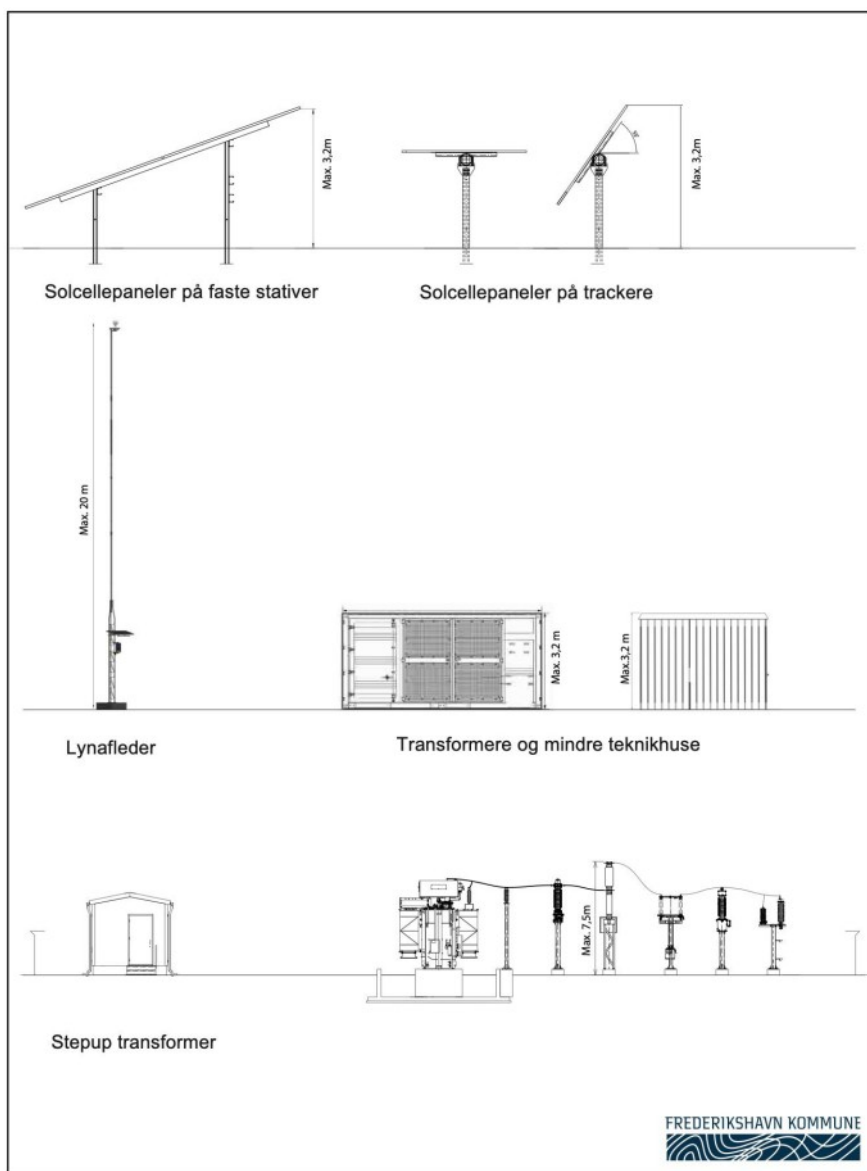 Max. 3,2m
Max. 3,2m
Solcellepaneler på faste stativer
Solcellepaneler på trackere
Max. 20 m
Max. 3,2 m
Max.3,2 m
Lynafleder
Transformere og mindre teknikhuse
Max. 7,5m
Stepup transformer
FREDERIKSHAVN KOMMUNE